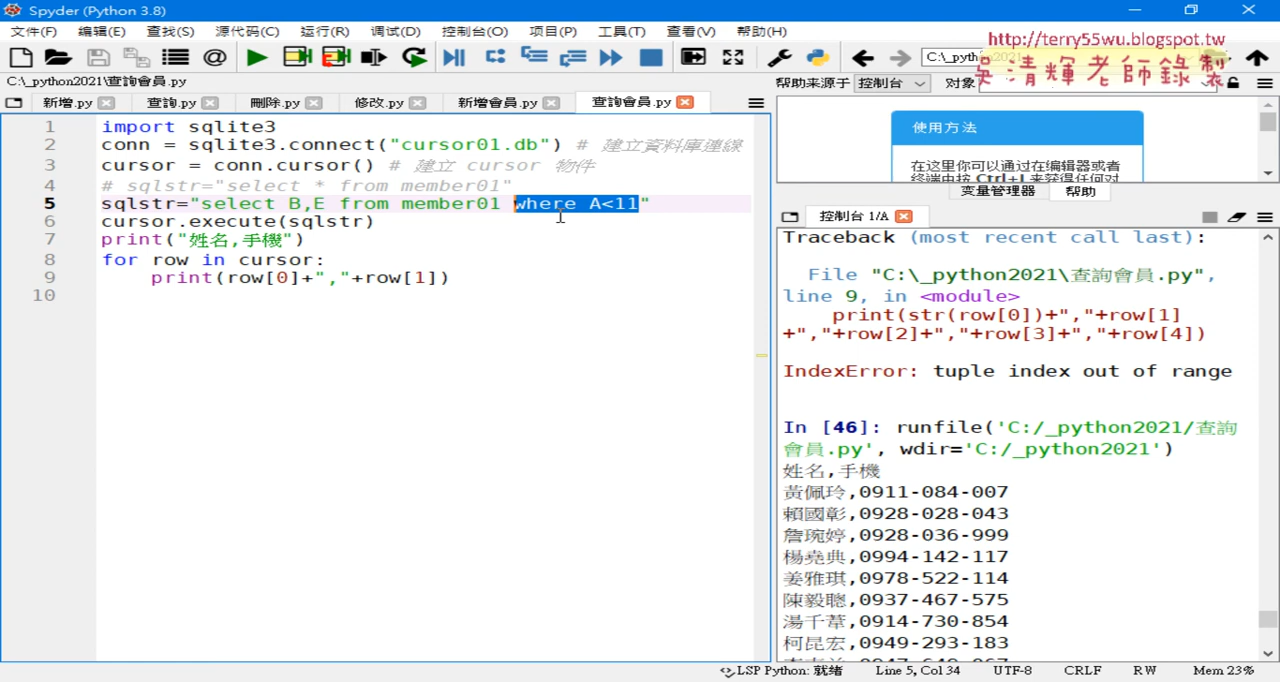 Spyder (Python 3.8)
文件(F) 编辑(E) 查找(S) 源代码(C) 运行(R) 调试(D) 控制台(O) 项目(P) 工具(T) 查看(V) 帮助(H)
http://terry55wu.blogspot.tw
吳清輝老師錄製
C:\_python2021\查詢會員.py
帮助来源于 控制台 对象
新增.py 查詢.py 刪除.py 修改.py 新增會員.py 查詢會員.py
1 import sqlite3
2 conn = sqlite3.connect("cursor01.db") # 建立資料庫連線
3 cursor = conn.cursor() # 建立 cursor 物件
4 # sqlstr="select * from member01"
5 sqlstr="select B,E from member01 where A<11"
6 cursor.execute(sqlstr)
7 print("姓名,手機")
8 for row in cursor:
9 print(row[0]+","+row[1])
10
使用方法
在这里你可以通过在编辑器或者
终端中按 Ctrl+I 来获得任何对
变量管理器 帮助
控制台 1/A
Traceback (most recent call last):
File "C:\_python2021\查詢會員.py",
line 9, in <module>
print(str(row[0])+","+row[1]
+","+row[2]+","+row[3]+","+row[4])
IndexError: tuple index out of range
In [46]: runfile('C:/_python2021/查詢
會員.py', wdir='C:/_python2021')
姓名,手機
黃佩玲,0911-084-007
賴國彰,0928-028-043
詹琬婷,0928-036-999
楊堯典,0994-142-117
姜雅琪,0978-522-114
陳毅聰,0937-467-575
湯千葦,0914-730-854
柯昆宏,0949-293-183
LSP Python: 就绪 Line 5, Col 34 UTF-8 CRLF RW Mem 23%